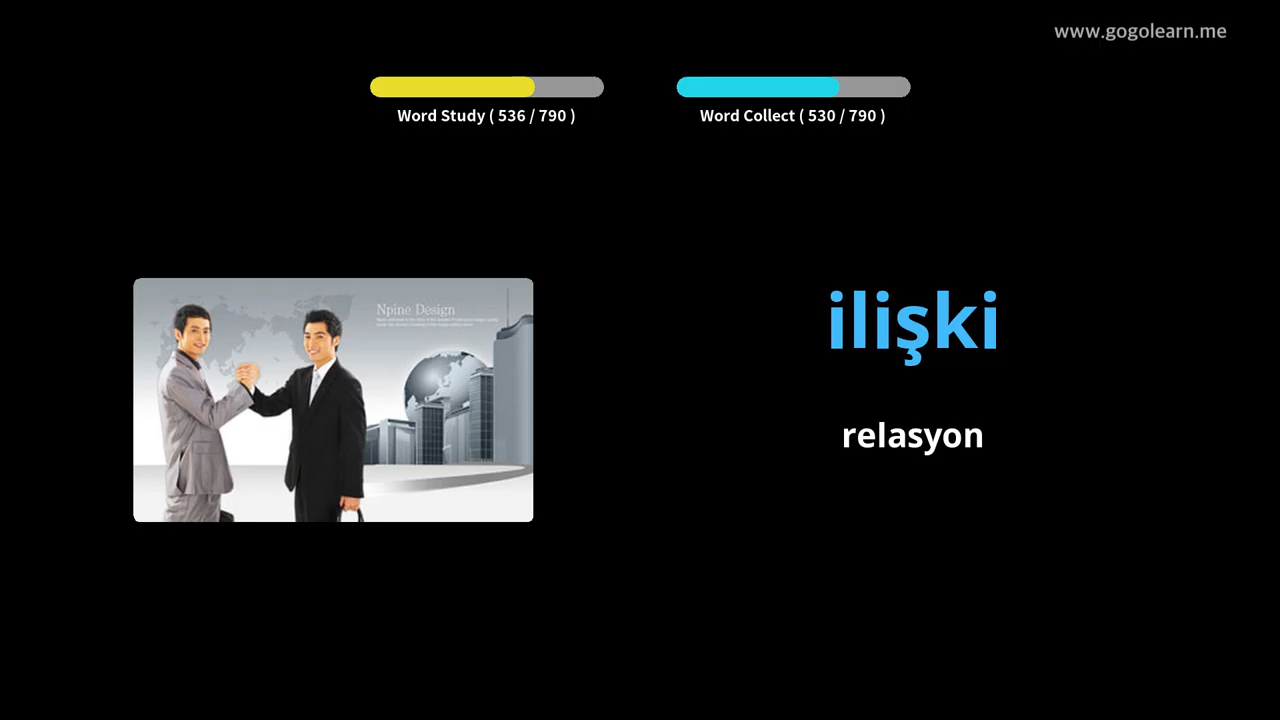 www.gogolearn.me
Word Study ( 536 / 790 )
Word Collect ( 530 / 790 )
Npine Design
ilişki
relasyon